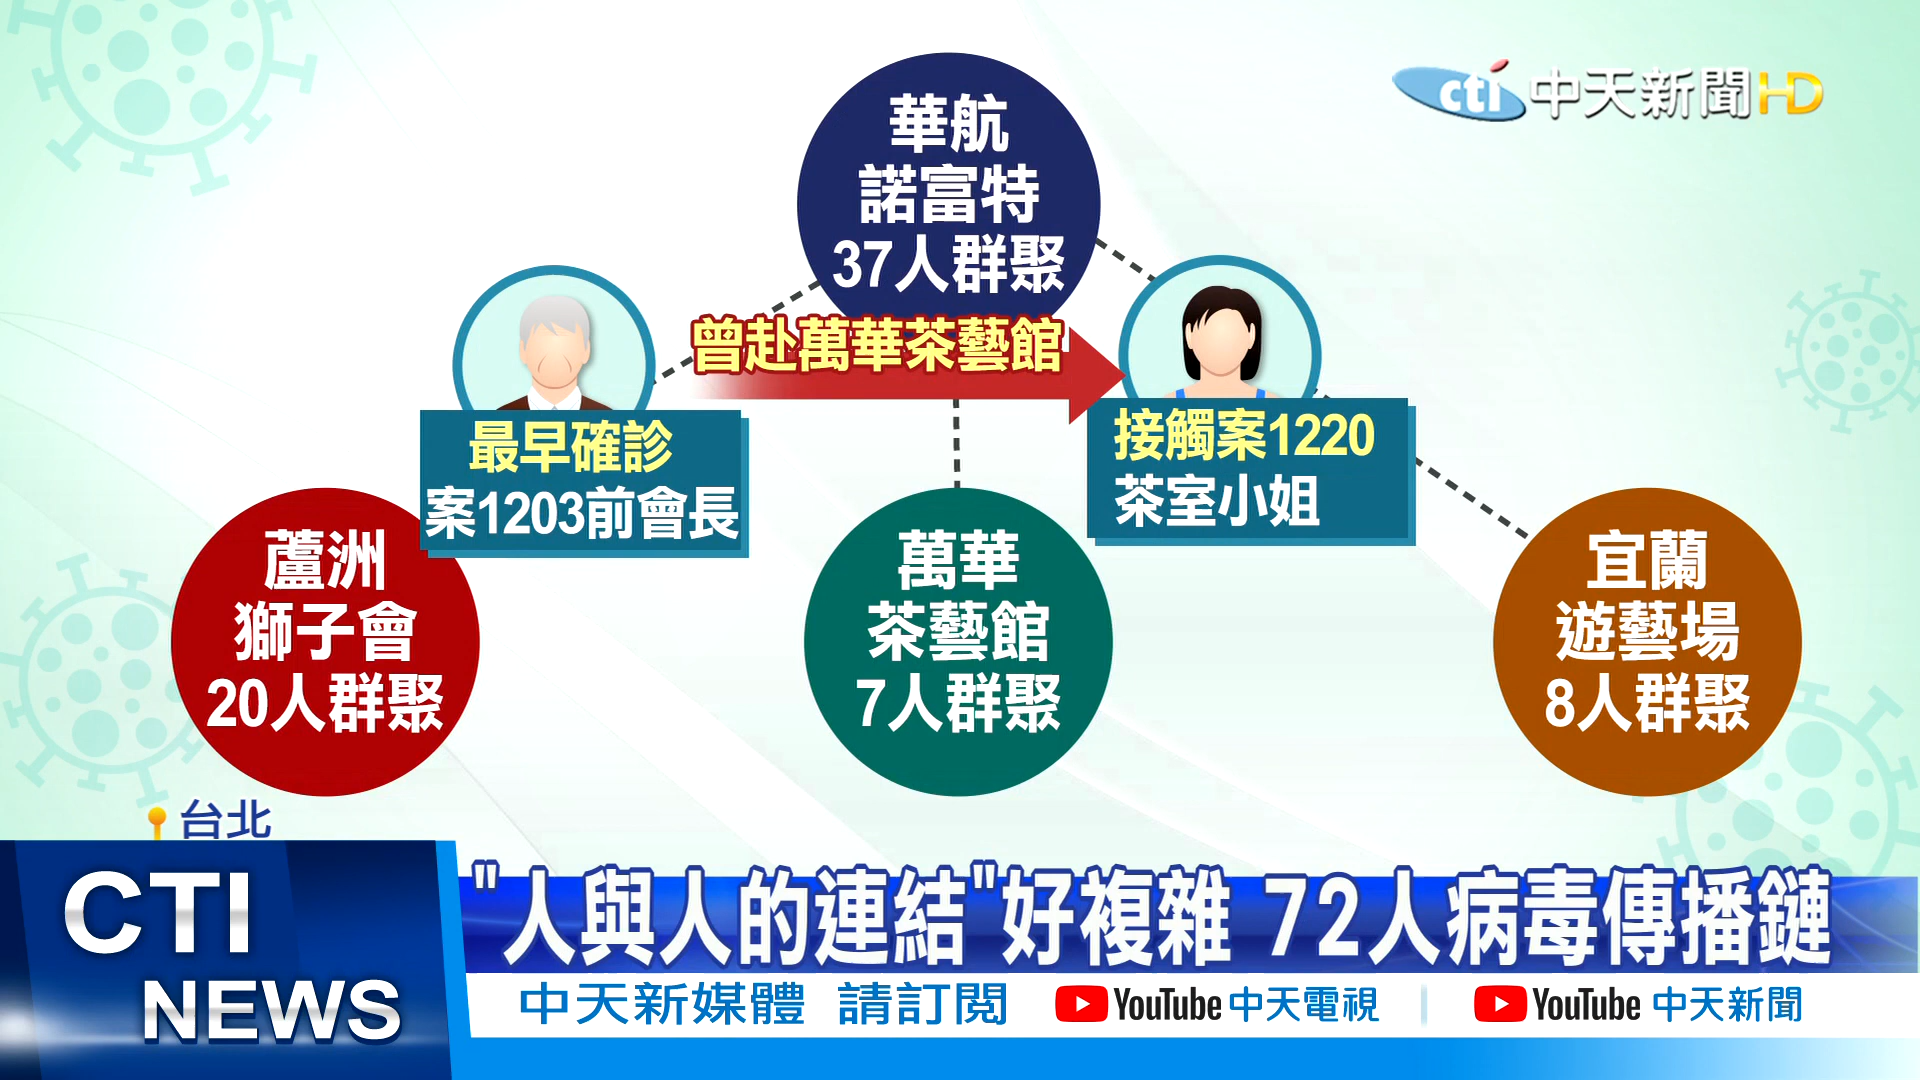 華航
諾富特
37人群聚
cti中天新聞HD
曾赴萬華茶藝館
最早確診
案1203前會長
接觸案1220
茶室小姐
蘆洲
獅子會
20人群聚
萬華
茶藝館
7人群聚
宜蘭
遊藝場
8人群聚
台北
CTI
NEWS
"人與人的連結"好複雜 72人病毒傳播鏈
中天新媒體 請訂閱 YouTube 中天電視 | YouTube 中天新聞